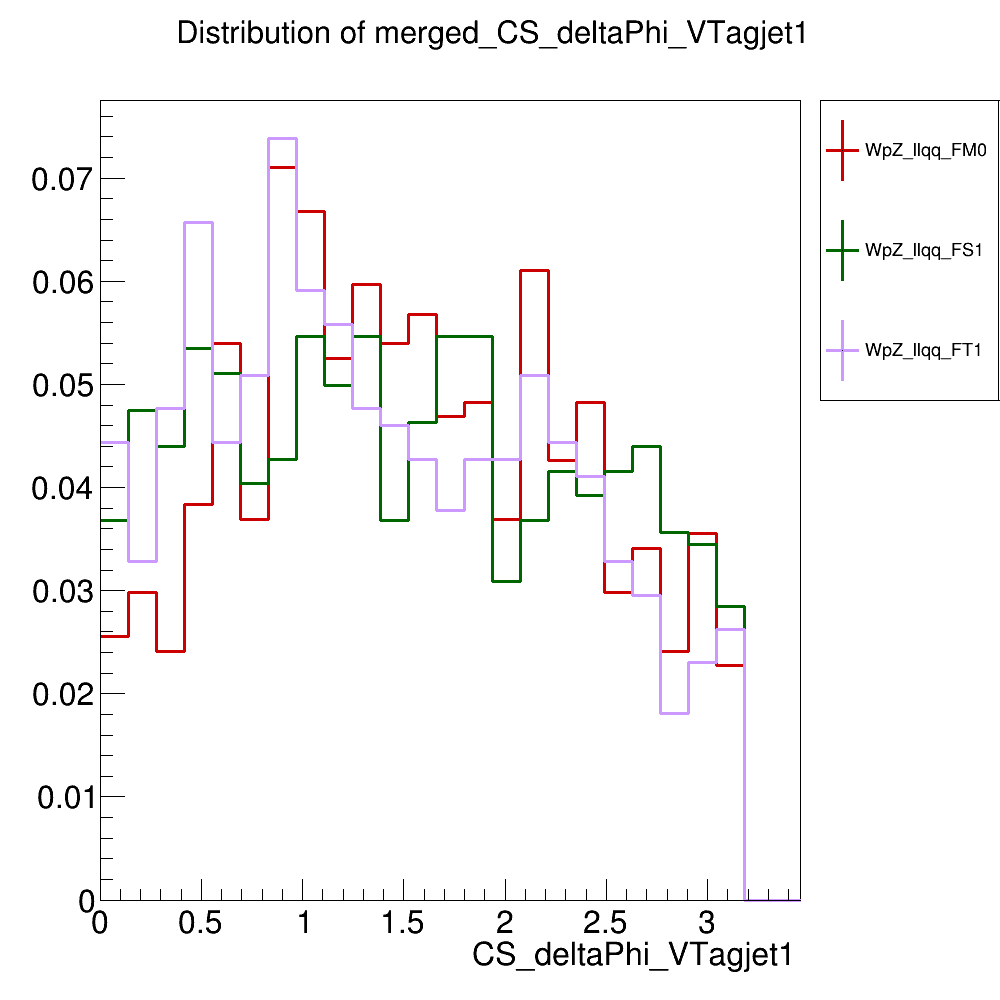 Distribution of merged_CS_deltaPhi_VTagjet1
WpZ_llqq_FM0
WpZ_llqq_FS1
WpZ_llqq_FT1
0.07
0.06
0.05
0.04
0.03
0.02
0.01
0
0 0.5 1 1.5 2 2.5 3
CS_deltaPhi_VTagjet1